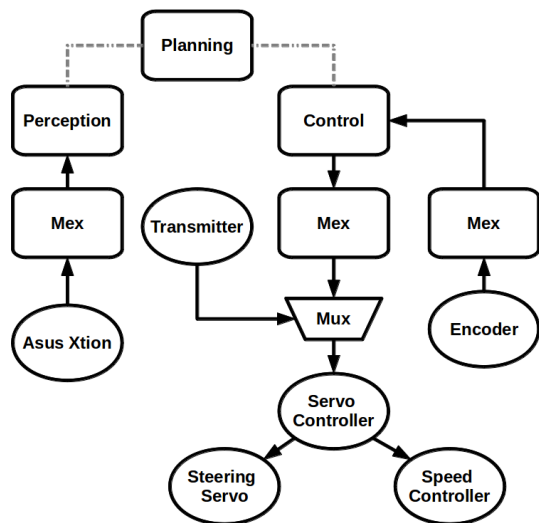 Planning
Perception
Control
Mex
Transmitter
Mex
Mex
Asus Xtion
Mux
Encoder
Servo
Controller
Steering
Servo
Speed
Controller